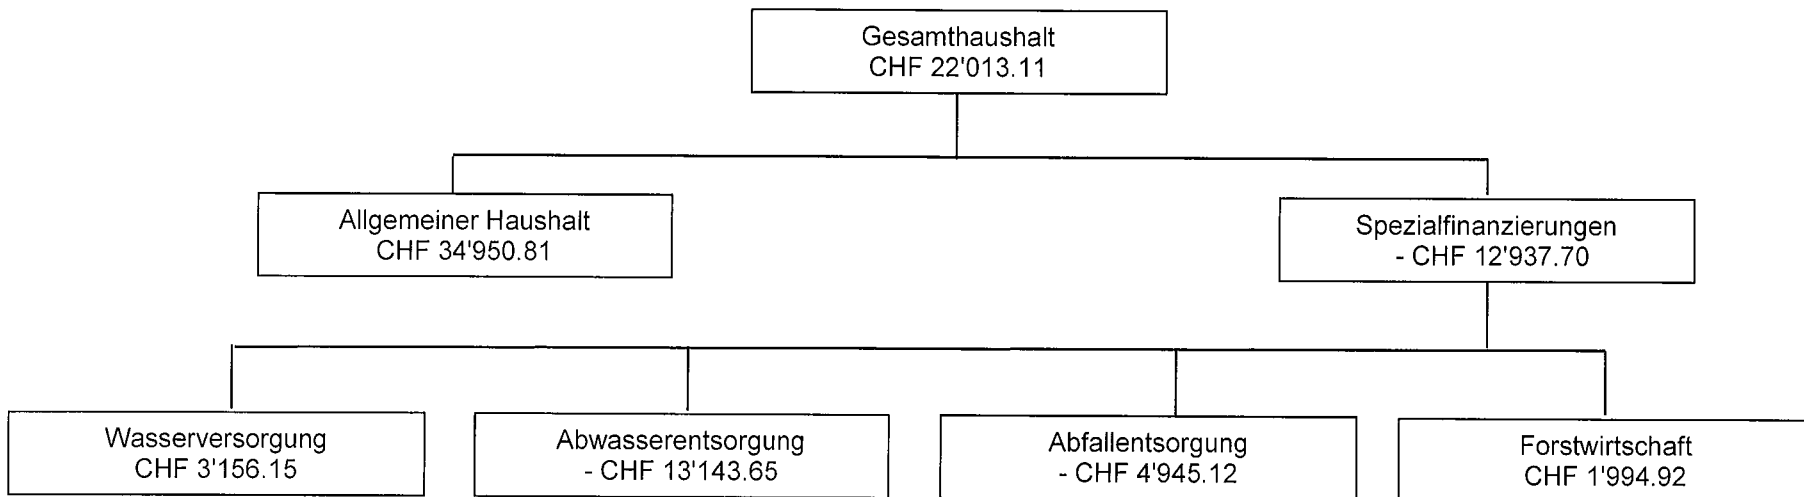 Gesamthaushalt
CHF 22'013.11
Allgemeiner Haushalt
CHF 34'950.81
Spezialfinanzierungen
- CHF 12'937.70
Wasserversorgung
CHF 3'156.15
Abwasserentsorgung
- CHF 13'143.65
Abfallentsorgung
- CHF 4'945.12
Forstwirtschaft
CHF 1'994.92